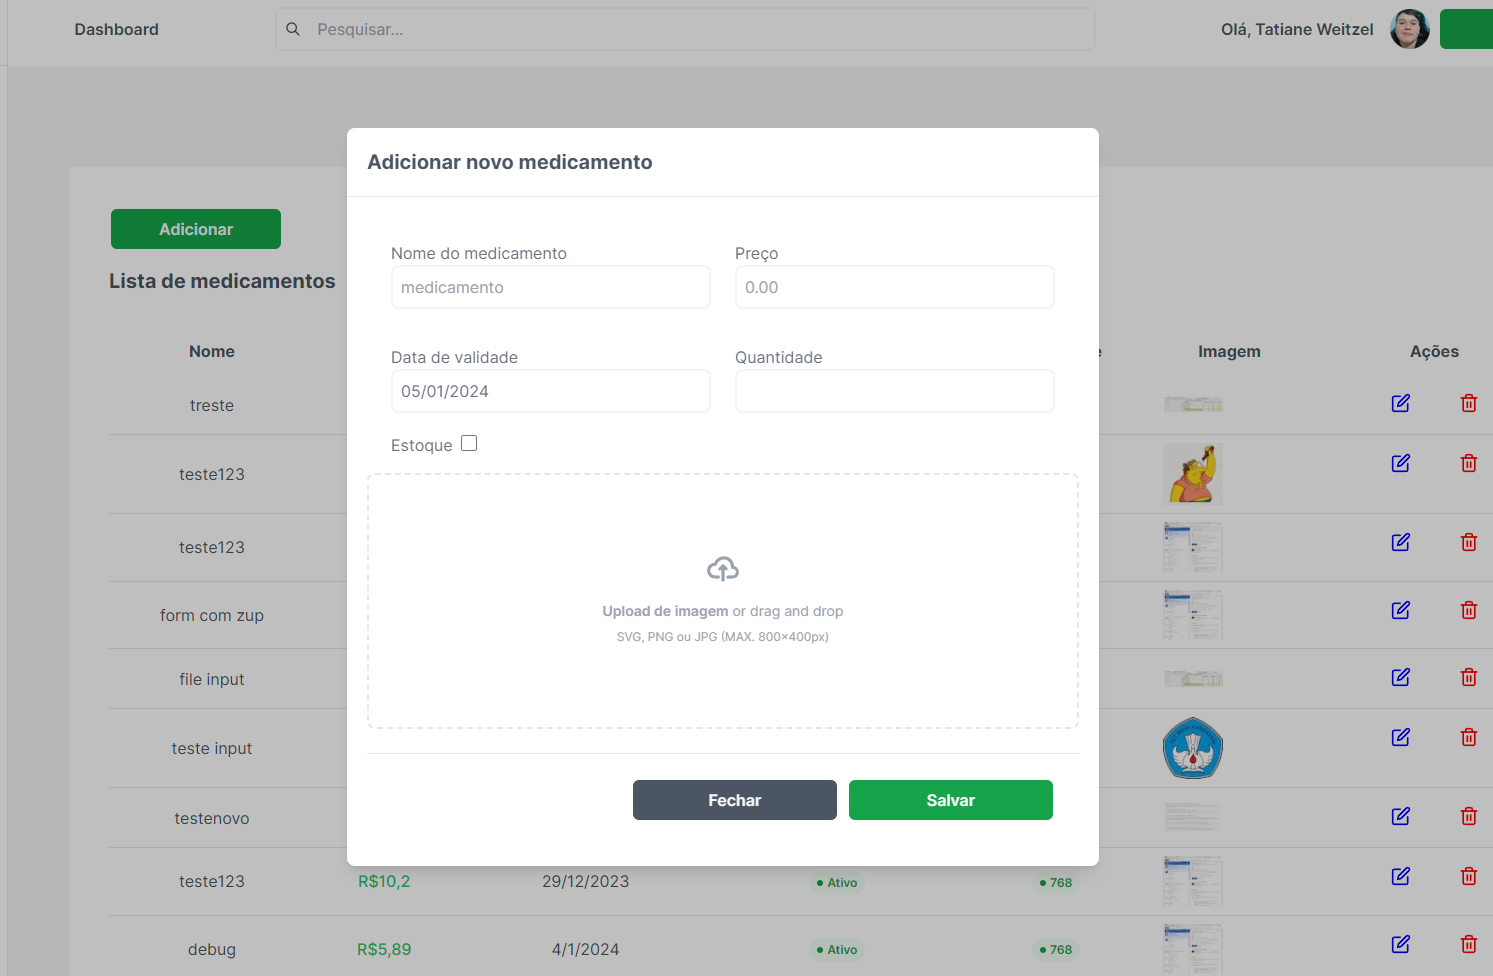 Dashboard
Pesquisar...
Olá, Tatiane Weitzel
Adicionar novo medicamento
Adicionar
Lista de medicamentos
Nome do medicamento
Preço
medicamento
0.00
Data de validade
Quantidade
05/01/2024
Estoque
Upload de imagem or drag and drop
SVG, PNG ou JPG (MAX. 800x400px)
Fechar
Salvar
Nome
Imagem
Ações
treste
teste123
teste123
form com zup
file input
teste input
testenovo
teste123 R$10,2 29/12/2023 Ativo 768
debug R$5,89 4/1/2024 Ativo 768